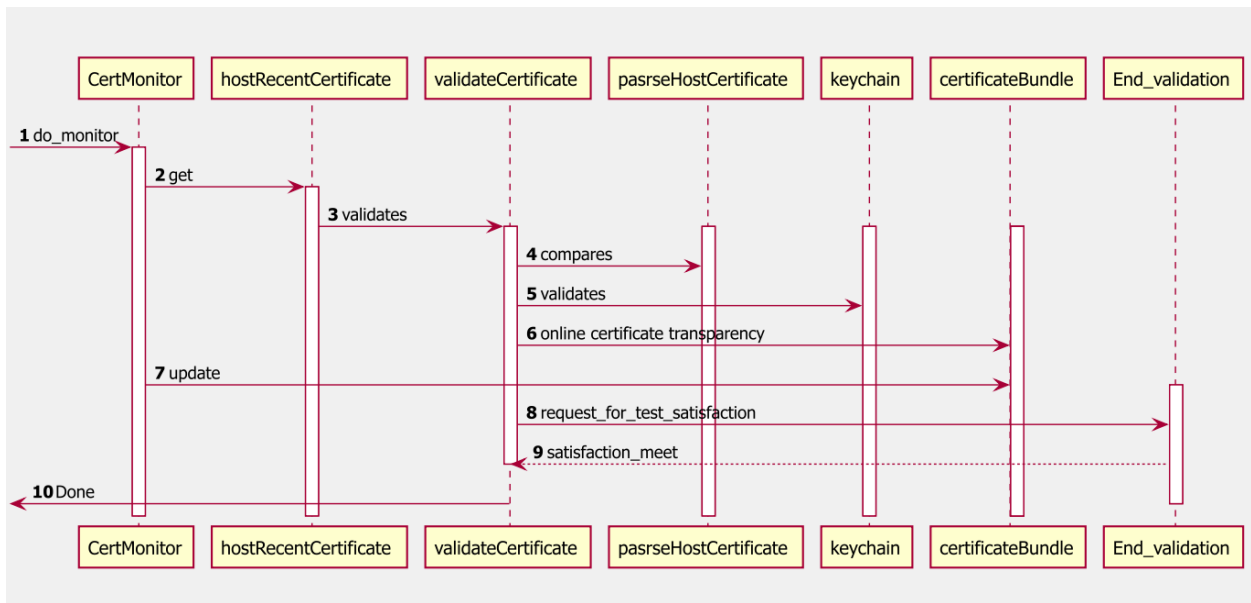 CertMonitor
hostRecentCertificate
validateCertificate
pasrseHostCertificate
keychain
certificateBundle
End_validation
1 do_monitor
2 get
3 validates
4 compares
5 validates
6 online certificate transparency
7 update
8 request_for_test_satisfaction
9 satisfaction_meet
10 Done
CertMonitor
hostRecentCertificate
validateCertificate
pasrseHostCertificate
keychain
certificateBundle
End_validation